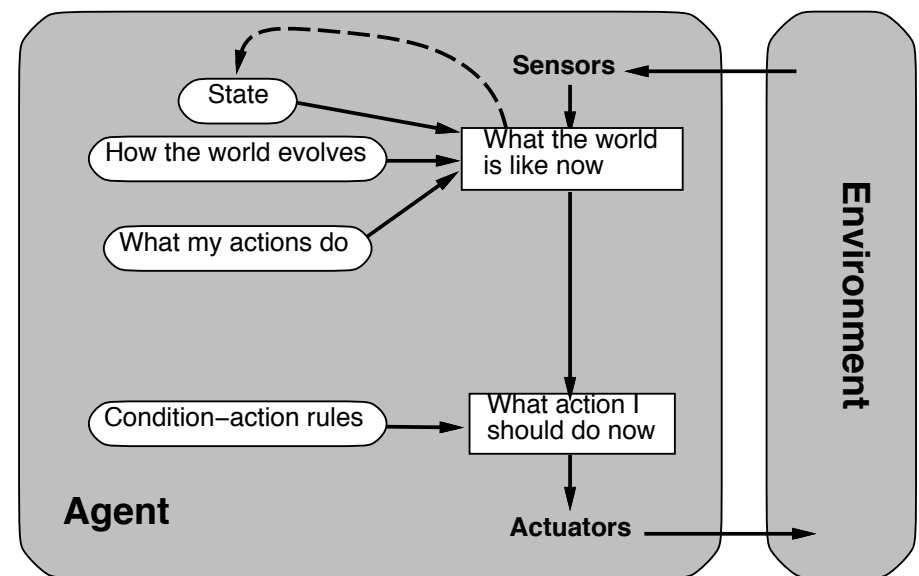 Sensors
State
What the world
is like now
How the world evolves
What my actions do
Environment
What action I
should do now
Condition−action rules
Agent
Actuators